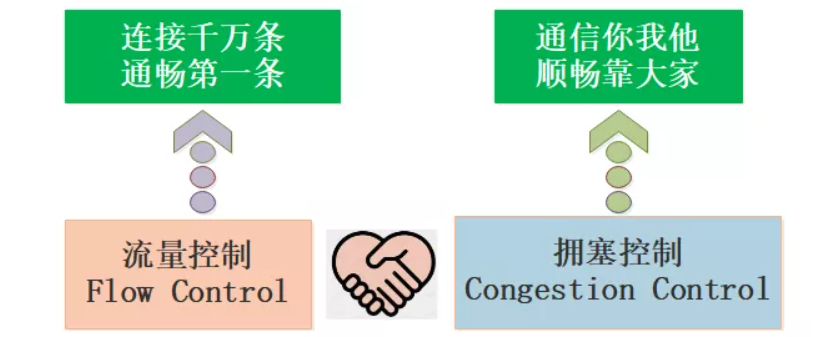 连接千万条
通畅第一条
通信你我他
顺畅靠大家
流量控制
Flow Control
拥塞控制
Congestion Control